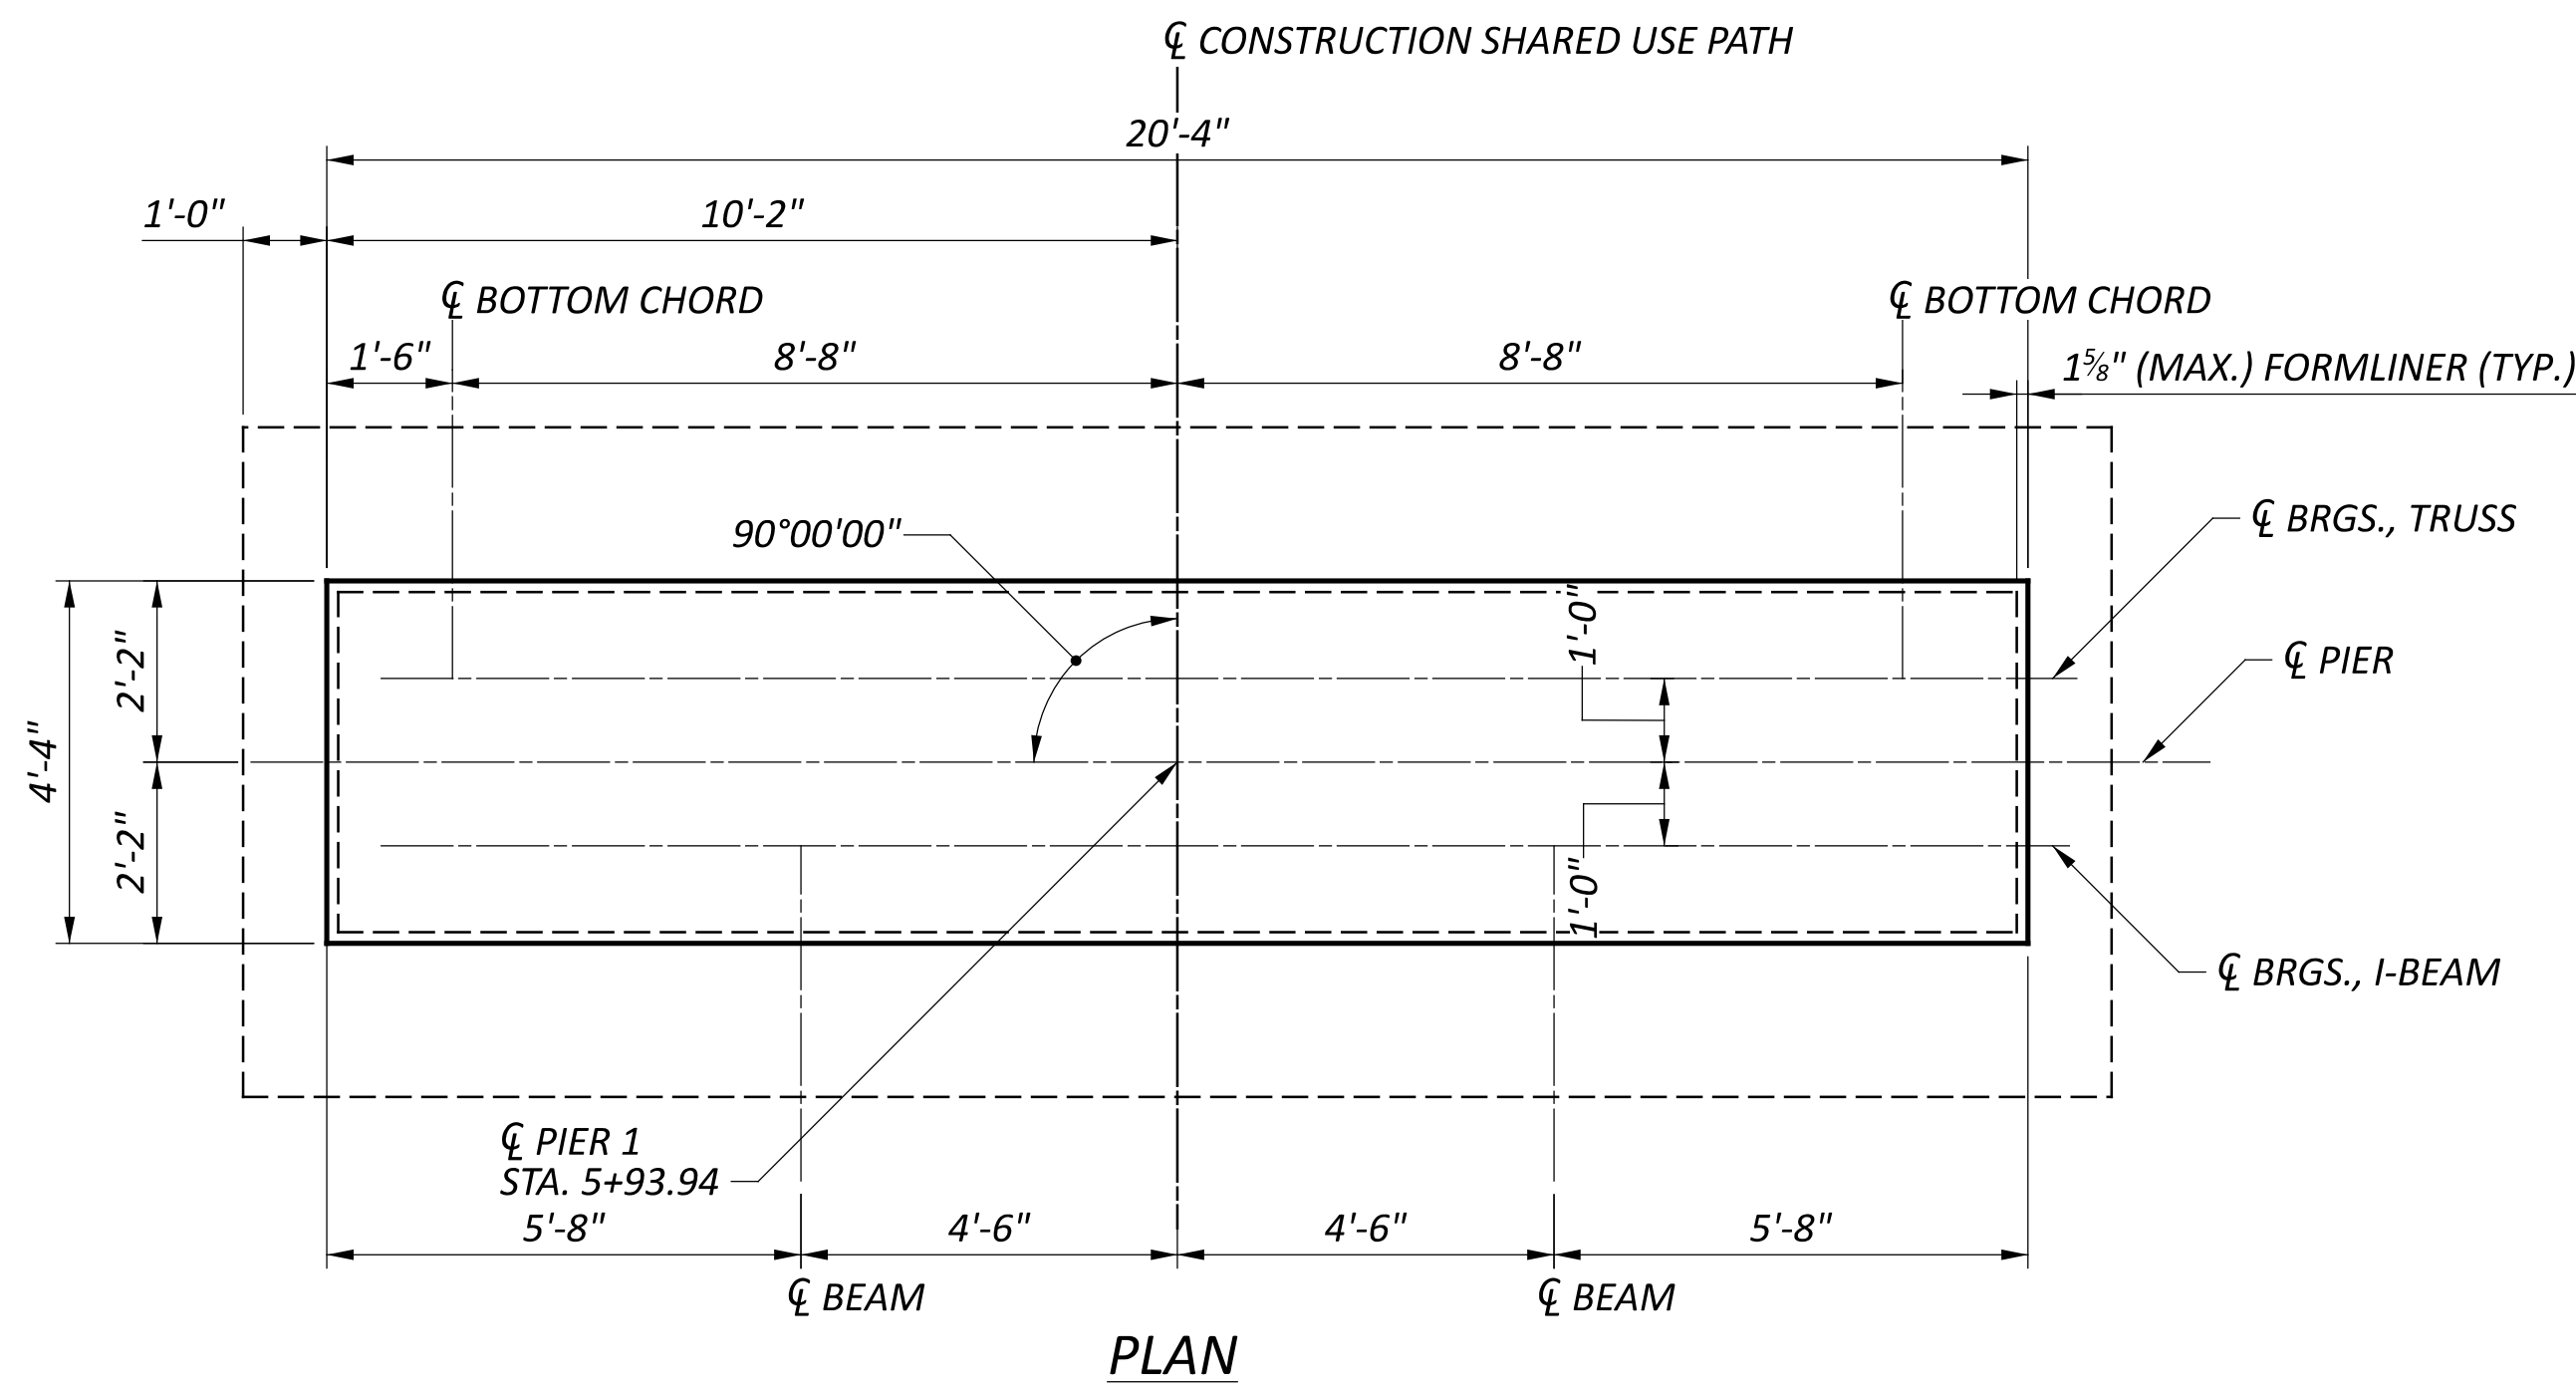 ℄ CONSTRUCTION SHARED USE PATH
20'-4"
1'-0"
10'-2"
℄ BOTTOM CHORD
℄ BOTTOM CHORD
1'-6"
8'-8"
8'-8"
1⅝" (MAX.) FORMLINER (TYP.)
℄ BRGS., TRUSS
90°00'00"
1'-0"
2'-2"
℄ PIER
4'-4"
2'-2"
1'-0"
℄ BRGS., I-BEAM
℄ PIER 1
STA. 5+93.94
5'-8"
4'-6"
4'-6"
5'-8"
℄ BEAM
℄ BEAM
PLAN